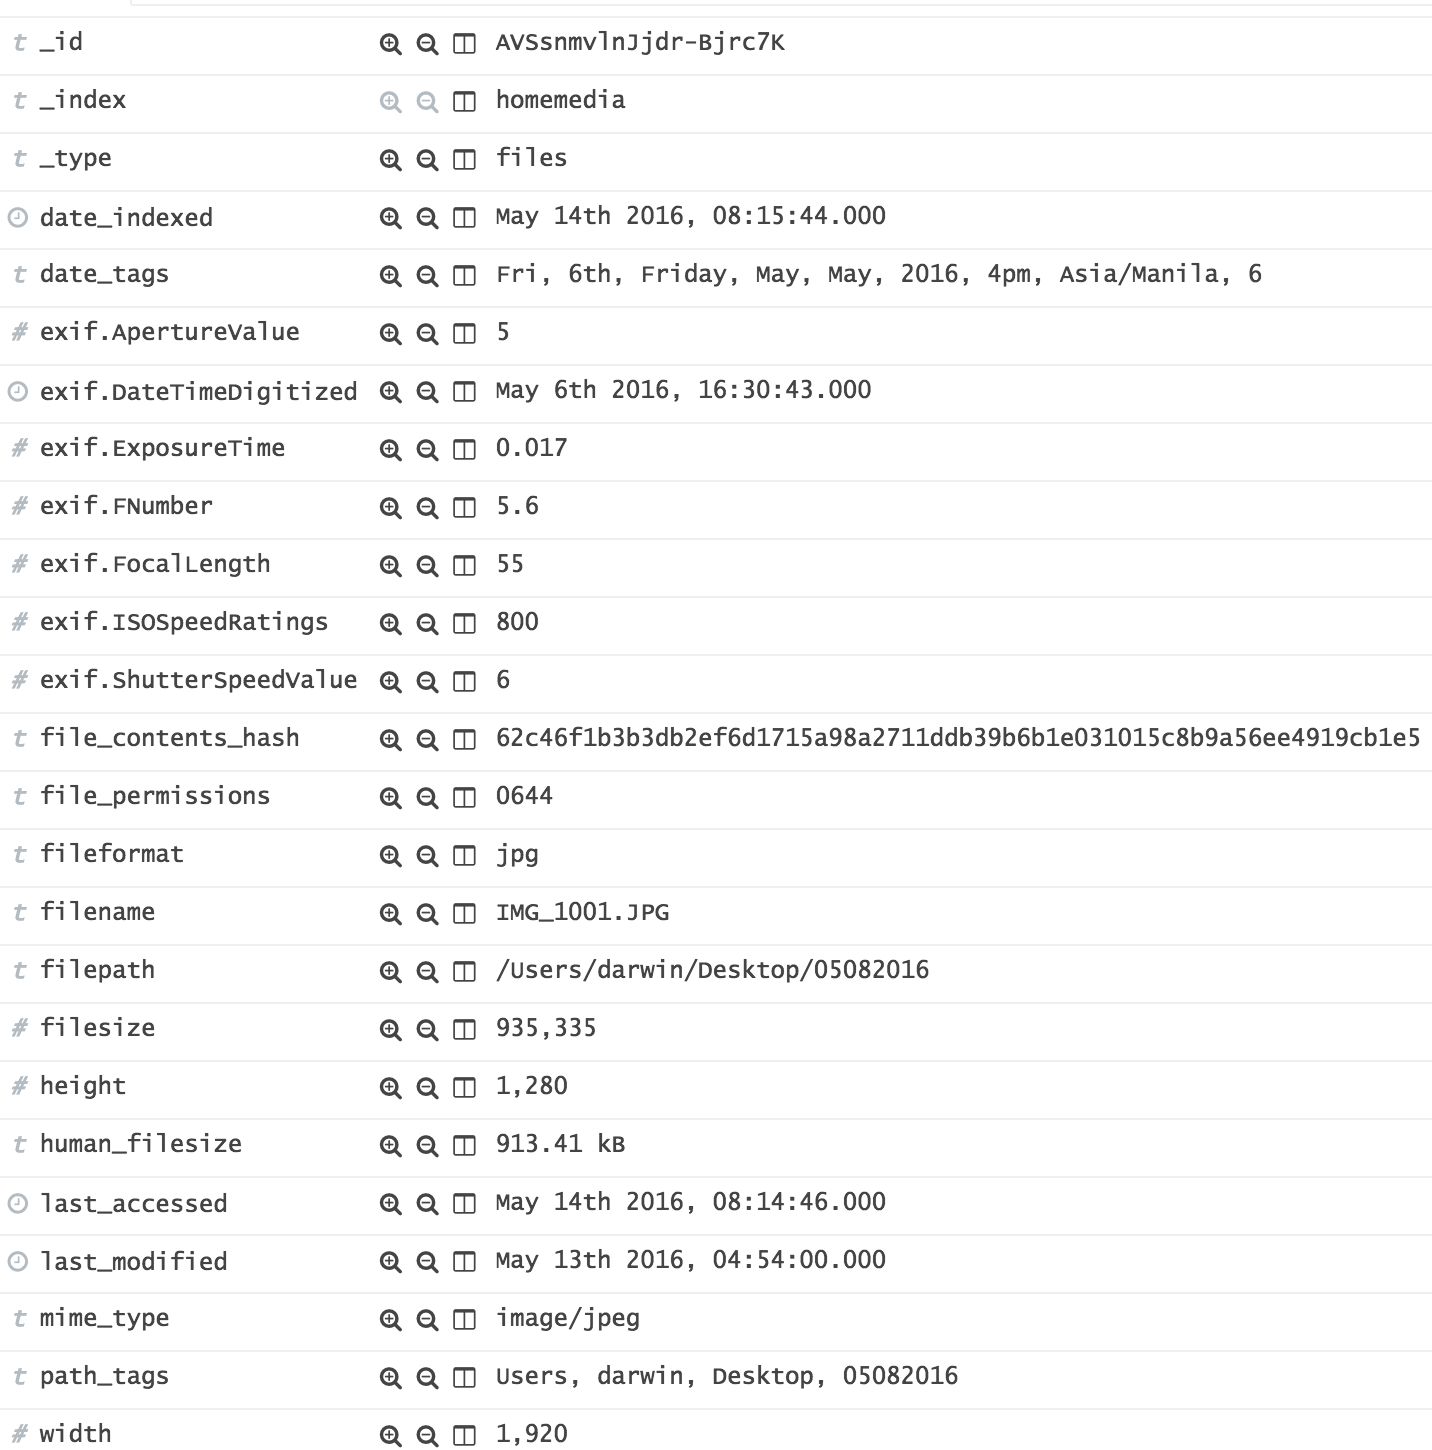 t _id AVSsnmvlnJjdr-Bjrc7K
t _index homemedia
t _type files
date_indexed May 14th 2016, 08:15:44.000
t date_tags Fri, 6th, Friday, May, May, 2016, 4pm, Asia/Manila, 6
# exif.ApertureValue 5
exif.DateTimeDigitized May 6th 2016, 16:30:43.000
# exif.ExposureTime 0.017
# exif.FNumber 5.6
# exif.FocalLength 55
# exif.ISOSpeedRatings 800
# exif.ShutterSpeedValue 6
t file_contents_hash 62c46f1b3b3db2ef6d1715a98a2711ddb39b6b1e031015c8b9a56ee4919cb1e5
t file_permissions 0644
t fileformat jpg
t filename IMG_1001.JPG
t filepath /Users/darwin/Desktop/05082016
# filesize 935,335
# height 1,280
t human_filesize 913.41 kB
last_accessed May 14th 2016, 08:14:46.000
last_modified May 13th 2016, 04:54:00.000
t mime_type image/jpeg
t path_tags Users, darwin, Desktop, 05082016
# width 1,920